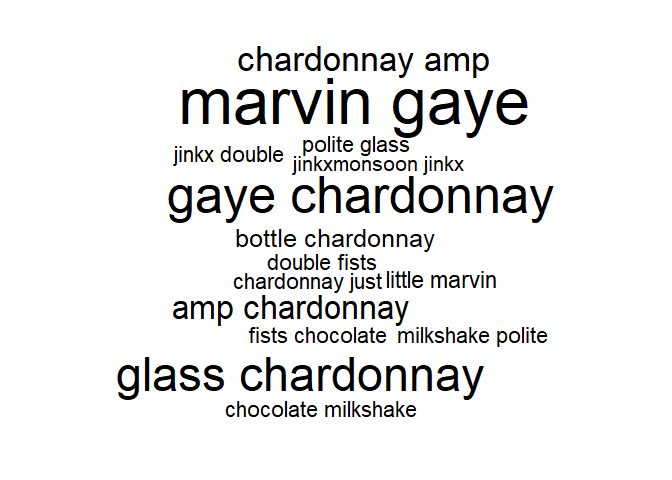 chardonnay amp
marvin gaye
polite glass
jinkx double
jinkxmonsoon jinkx
gaye chardonnay
bottle chardonnay
double fists
chardonnay just
little marvin
amp chardonnay
fists chocolate
milkshake polite
glass chardonnay
chocolate milkshake